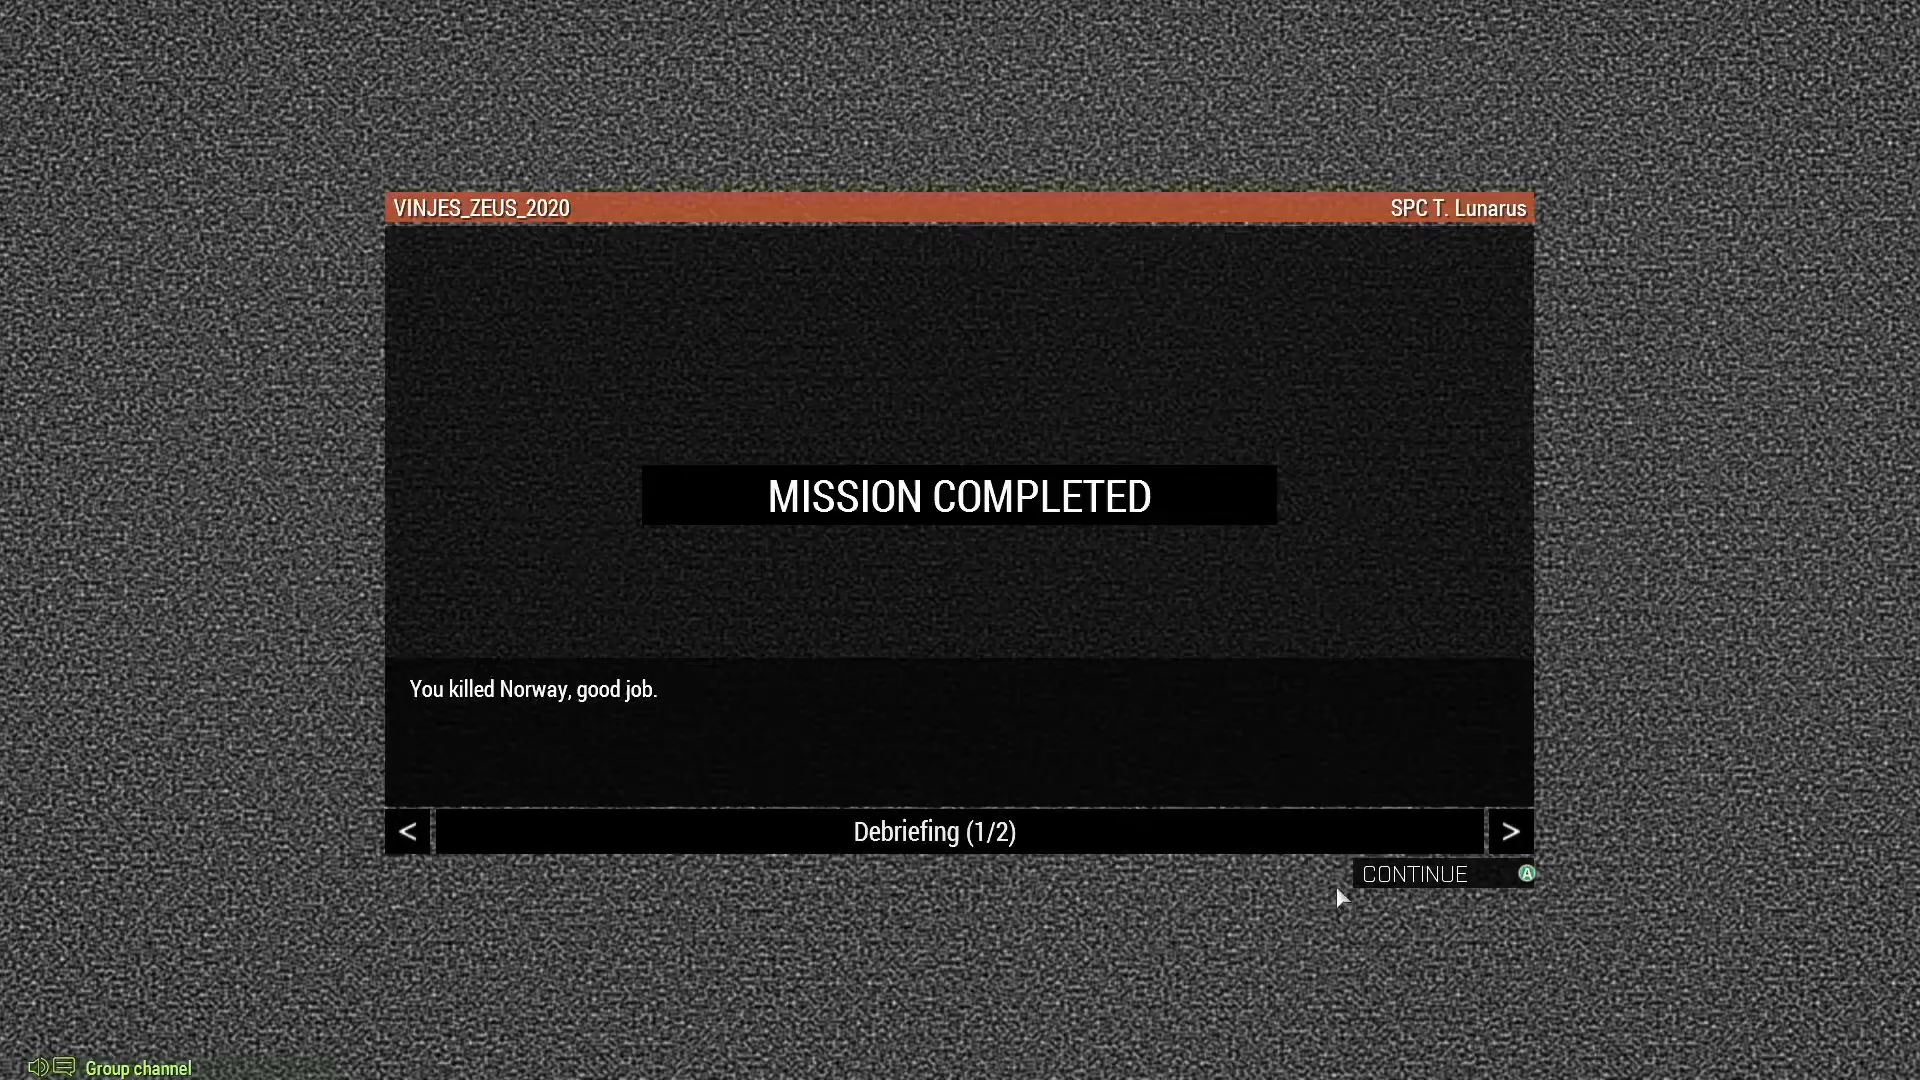 VINJES_ZEUS_2020
SPC T. Lunarus
MISSION COMPLETED
You killed Norway, good job.
<
Debriefing (1/2)
>
CONTINUE
A
Group channel